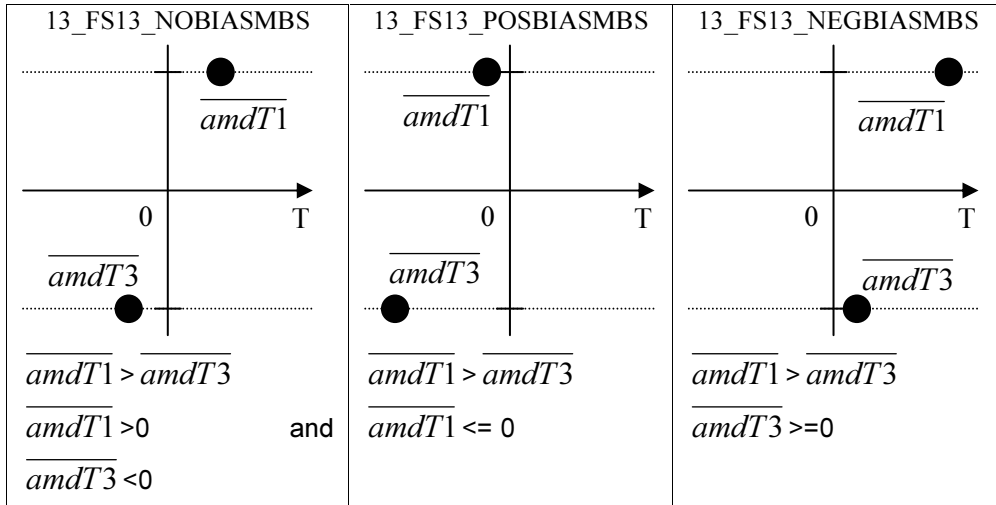 13_FS13_NOBIASMBS
amdT1
0 T
amdT3
amdT1 > amdT3
amdT1 >0 and
amdT3 <0
13_FS13_POSBIASMBS
amdT1
0 T
amdT3
amdT1 > amdT3
amdT1 <= 0
13_FS13_NEGBIASMBS
amdT1
0 T
amdT3
amdT1 > amdT3
amdT3 >=0